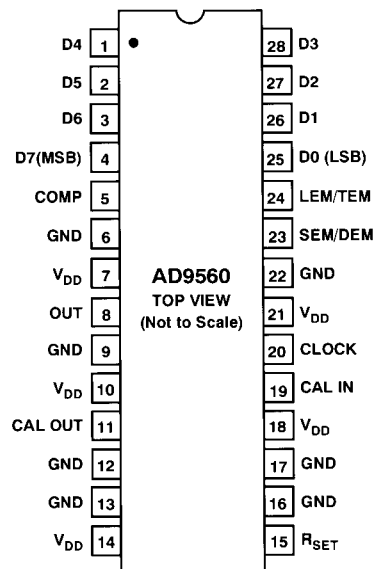 D4 1 28 D3
D5 2 27 D2
D6 3 26 D1
D7(MSB) 4 25 D0 (LSB)
COMP 5 24 LEM/TEM
GND 6 23 SEM/DEM
VDD 7 22 GND
AD9560
TOP VIEW
(Not to Scale)
OUT 8 21 VDD
GND 9 20 CLOCK
VDD 10 19 CAL IN
CAL OUT 11 18 VDD
GND 12 17 GND
GND 13 16 GND
VDD 14 15 RSET